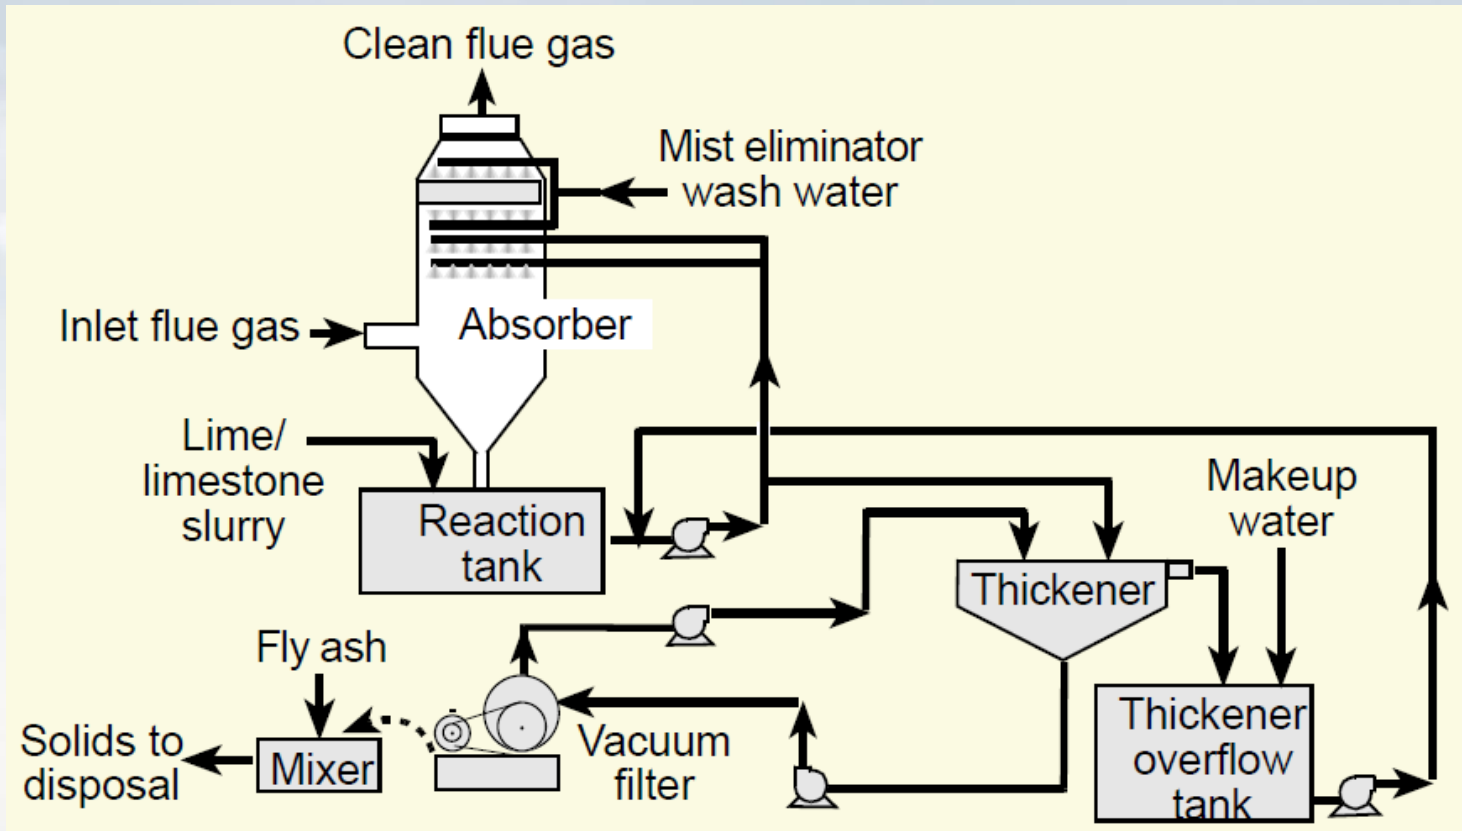 Clean flue gas
Mist eliminator
wash water
Inlet flue gas
Absorber
Lime/
limestone
slurry
Reaction
tank
Makeup
water
Thickener
Fly ash
Solids to
disposal
Mixer
Vacuum
filter
Thickener
overflow
tank